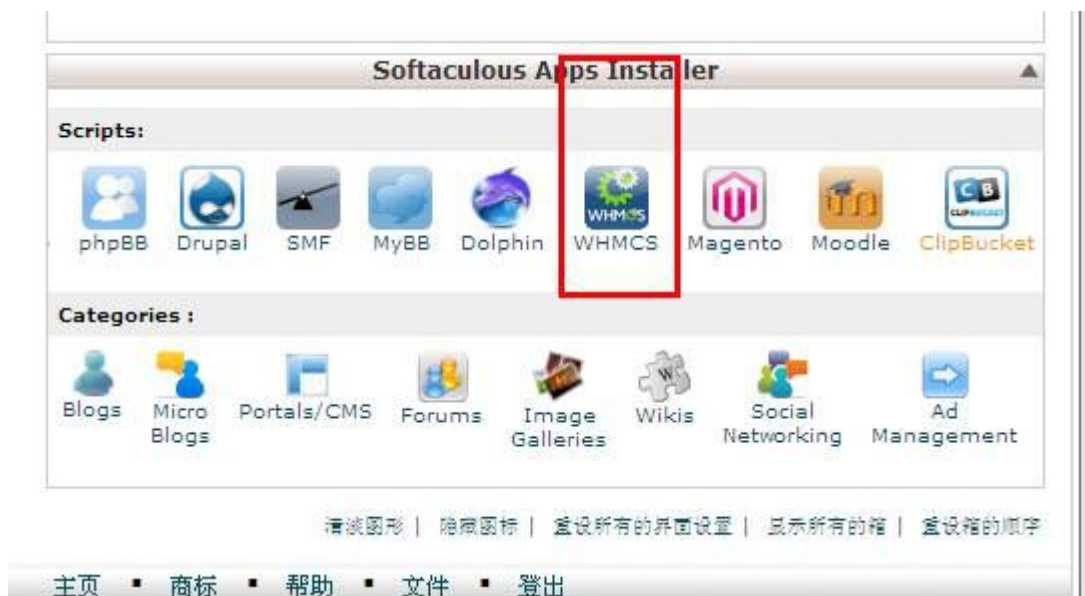 Softaculous Apps Installer
Scripts:
WHMCS
CB
CLIPBUCKET
phpBB Drupal SMF MyBB Dolphin WHMCS Magento Moodle ClipBucket
Categories :
W
Blogs Micro Blogs Portals/CMS Forums Image Galleries Wikis Social Networking Ad Management
清淡图形 | 隐藏图标 | 重设所有的界面设置 | 显示所有的箱 | 重设箱的顺序
主页 ▪ 商标 ▪ 帮助 ▪ 文件 ▪ 登出